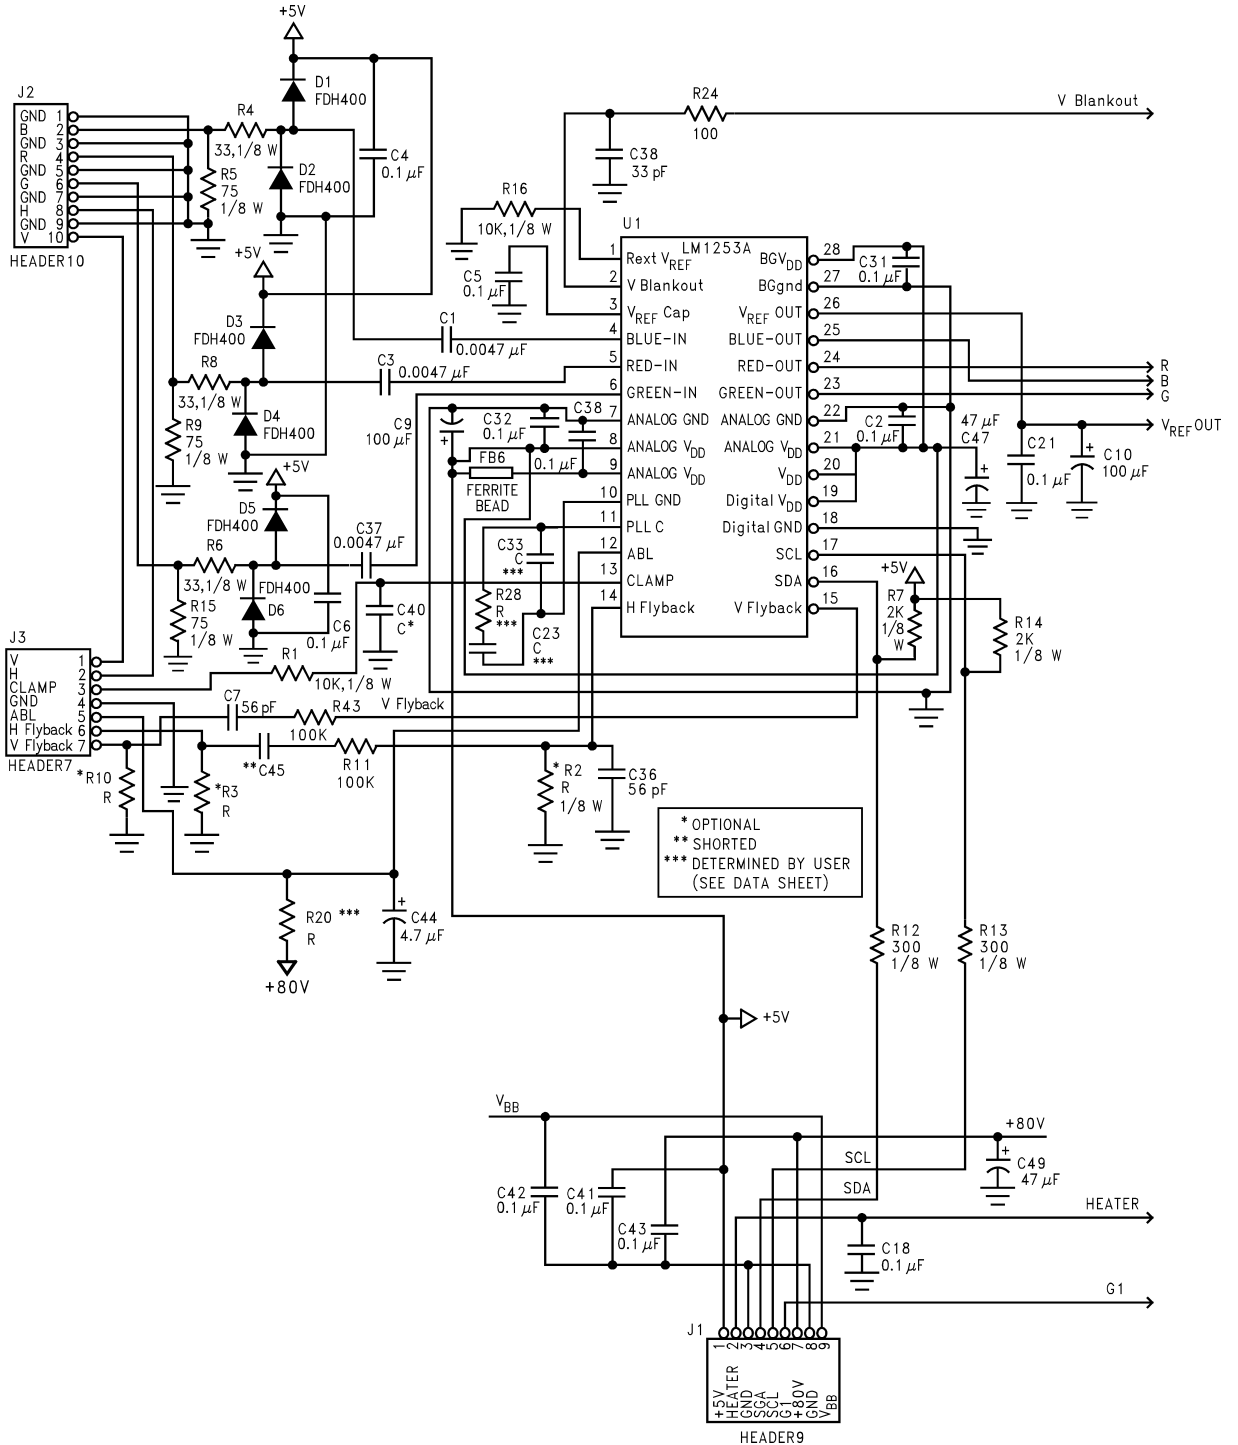 +5V
D1
FDH400
J2
GND 1
B 2
GND 3
R 4
GND 5
G 6
GND 7
H 8
GND 9
V 10
HEADER10
R4
33,1/8 W
R5
75
1/8 W
D2
FDH400
C4
0.1 μF
+5V
D3
FDH400
R8
33,1/8 W
D4
FDH400
R9
75
1/8 W
+5V
D5
FDH400
R6
33,1/8 W
FDH400
D6
R15
75
1/8 W
C6
0.1 μF
C37
0.0047 μF
C1
0.0047 μF
C3
0.0047 μF
R16
10K,1/8 W
C5
0.1 μF
R24
100
V Blankout
C38
33 pF
U1
LM1253A
1 Rext VREF
2 V Blankout
3 VREF Cap
4 BLUE-IN
5 RED-IN
6 GREEN-IN
7 ANALOG GND
8 ANALOG VDD
9 ANALOG VDD
10 PLL GND
11 PLL C
12 ABL
13 CLAMP
14 H Flyback
BGVDD 28
BGgnd 27
VREF OUT 26
BLUE-OUT 25
RED-OUT 24
GREEN-OUT 23
ANALOG GND 22
ANALOG VDD 21
VDD 20
Digital VDD 19
Digital GND 18
SCL 17
SDA 16
V Flyback 15
C31
0.1 μF
R
B
G
VREF OUT
C2
0.1 μF
47 μF
C47
+
C21
0.1 μF
+
C10
100 μF
C9
100 μF
+
C32
0.1 μF
C38
0.1 μF
FB6
FERRITE
BEAD
C33
C
***
R28
R
***
C23
C
***
C40
C*
+5V
R7
2K
1/8
W
R14
2K
1/8 W
J3
V 1
H 2
CLAMP 3
GND 4
ABL 5
H Flyback 6
V Flyback 7
HEADER7
R1
10K,1/8 W
C7
56 pF
R43
100K
V Flyback
**C45
R11
100K
*R10
R
*R3
R
*R2
R
1/8 W
C36
56 pF
* OPTIONAL
** SHORTED
*** DETERMINED BY USER
(SEE DATA SHEET)
R20 ***
R
+80V
+
C44
4.7 μF
R12
300
1/8 W
R13
300
1/8 W
+5V
VBB
+80V
+
C49
47 μF
SCL
SDA
C42
0.1 μF
C41
0.1 μF
C43
0.1 μF
HEATER
C18
0.1 μF
G1
J1
1 2 3 4 5 6 7 8 9
+5V
HEATER
GND
SGA
SCL
G1
+80V
GND
VBB
HEADER9